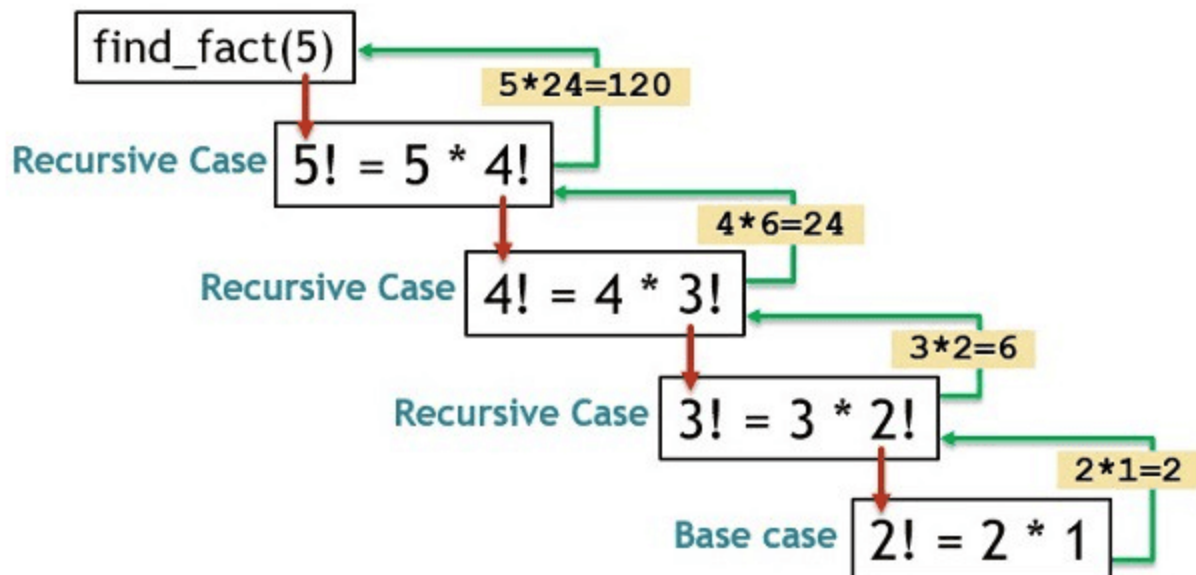 find_fact(5)
5*24=120
Recursive Case
5! = 5 * 4!
4*6=24
Recursive Case
4! = 4 * 3!
3*2=6
Recursive Case
3! = 3 * 2!
2*1=2
Base case
2! = 2 * 1